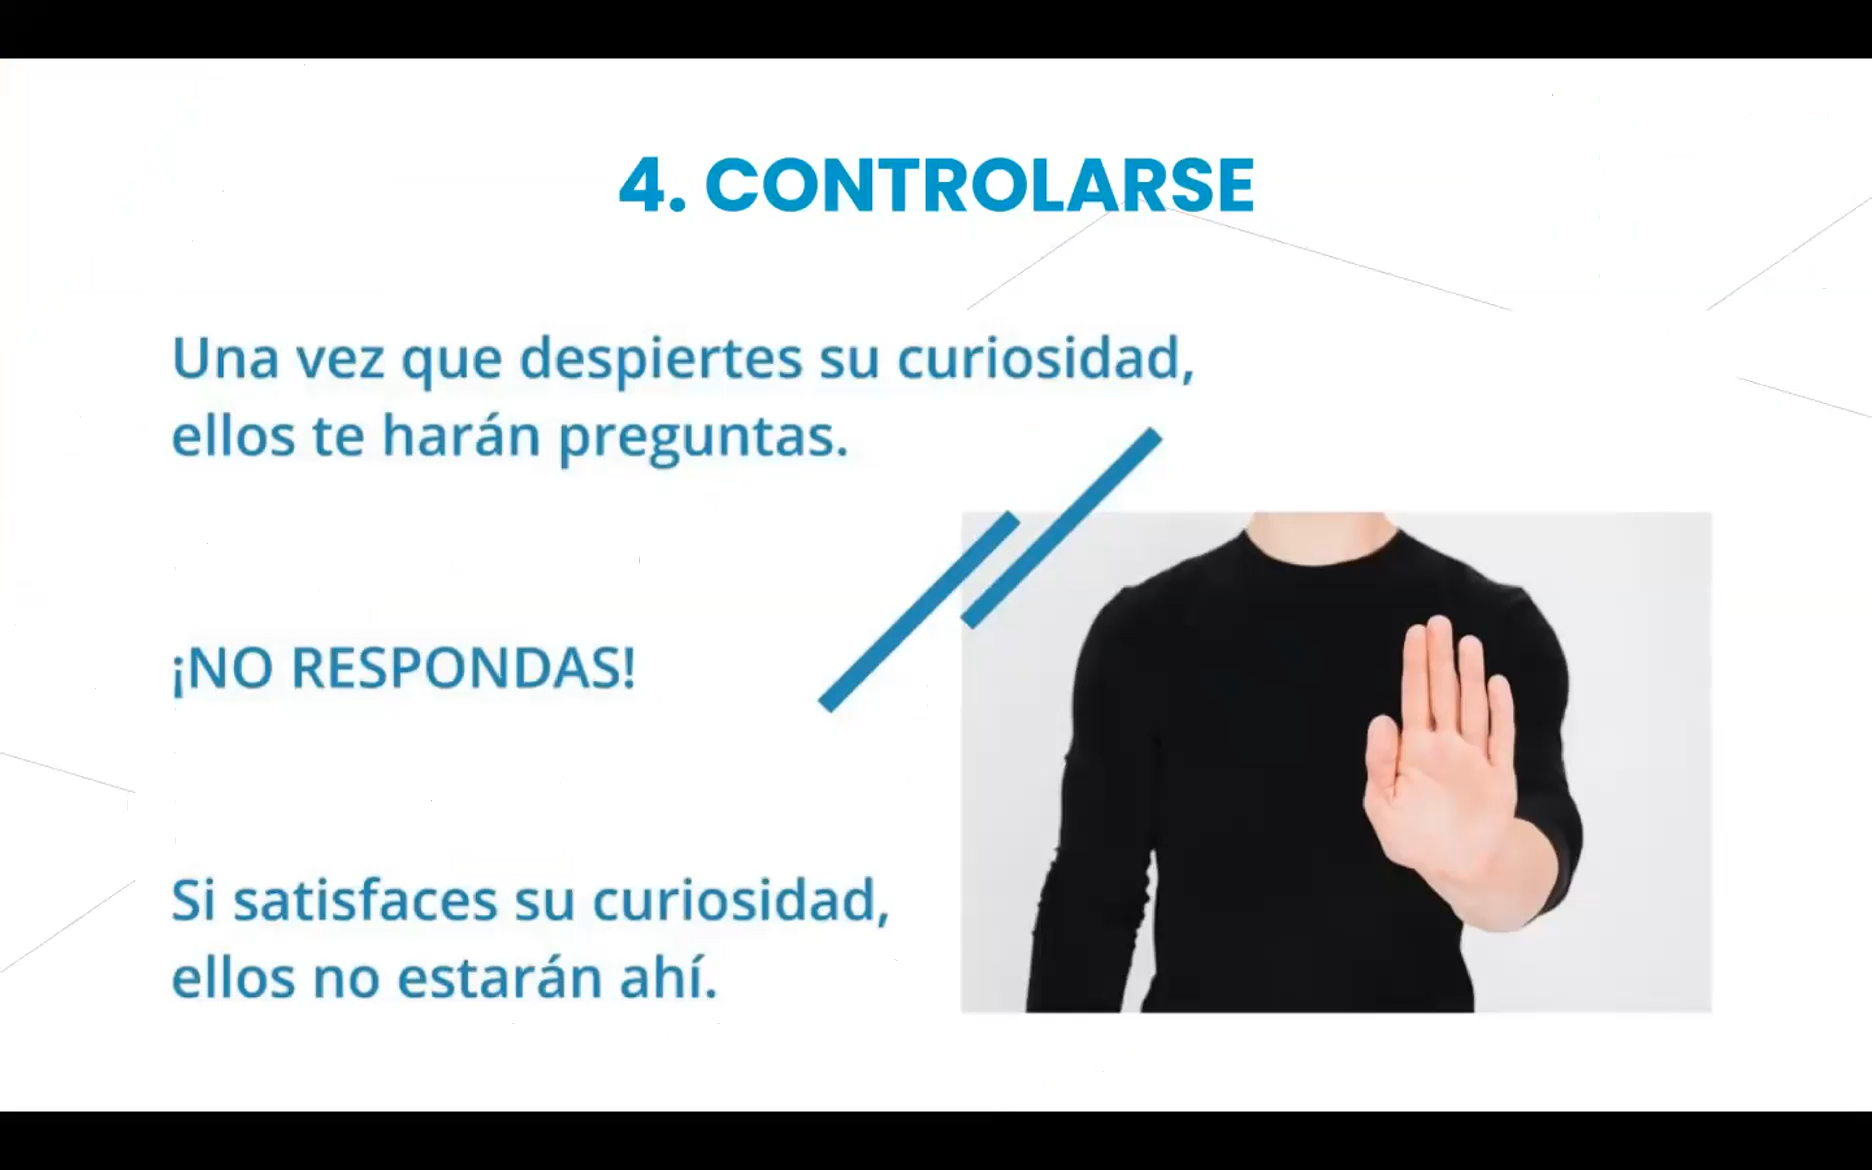 4. CONTROLARSE
Una vez que despiertes su curiosidad,
ellos te harán preguntas.
¡NO RESPONDAS!
Si satisfaces su curiosidad,
ellos no estarán ahí.